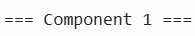 === Component 1 ===